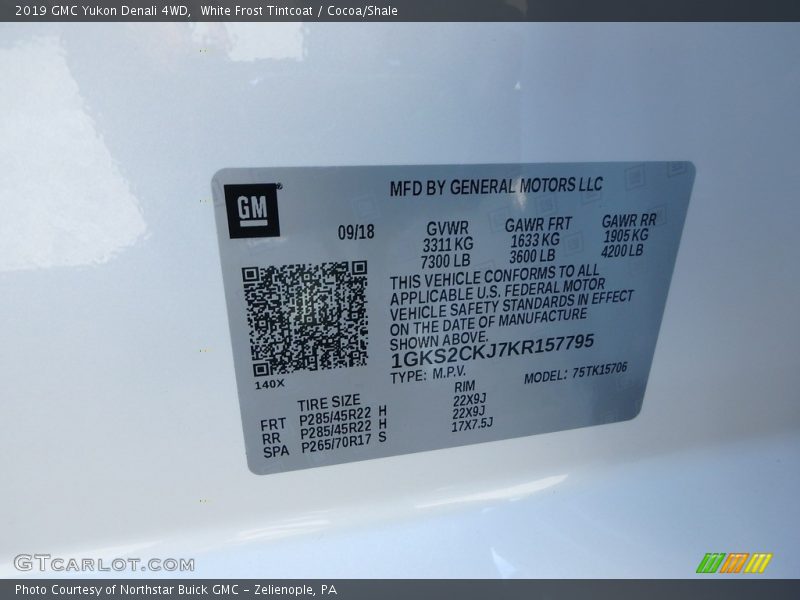 2019 GMC Yukon Denali 4WD,  White Frost Tintcoat / Cocoa/Shale
GM®
MFD BY GENERAL MOTORS LLC
09/18
GVWR
3311 KG
7300 LB
GAWR FRT
1633 KG
3600 LB
GAWR RR
1905 KG
4200 LB
THIS VEHICLE CONFORMS TO ALL
APPLICABLE U.S. FEDERAL MOTOR
VEHICLE SAFETY STANDARDS IN EFFECT
ON THE DATE OF MANUFACTURE
SHOWN ABOVE.
1GKS2CKJ7KR157795
TYPE: M.P.V.
MODEL: 75TK15706
140X
TIRE SIZE
RIM
FRT P285/45R22 H 22X9J
RR P285/45R22 H 22X9J
SPA P265/70R17 S 17X7.5J
GTCARLOT.COM
Photo Courtesy of Northstar Buick GMC - Zelienople, PA